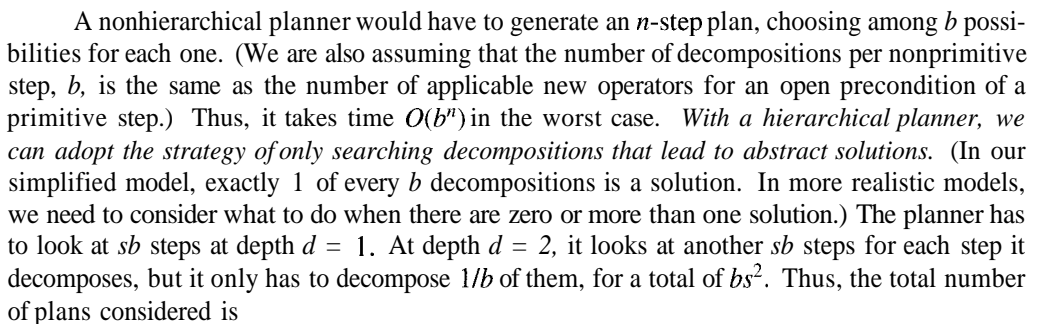 A nonhierarchical planner would have to generate an n-step plan, choosing among b possi-
bilities for each one. (We are also assuming that the number of decompositions per nonprimitive
step, b, is the same as the number of applicable new operators for an open precondition of a
primitive step.) Thus, it takes time O(bⁿ) in the worst case. With a hierarchical planner, we
can adopt the strategy of only searching decompositions that lead to abstract solutions. (In our
simplified model, exactly 1 of every b decompositions is a solution. In more realistic models,
we need to consider what to do when there are zero or more than one solution.) The planner has
to look at sb steps at depth d = 1. At depth d = 2, it looks at another sb steps for each step it
decomposes, but it only has to decompose 1/b of them, for a total of bs². Thus, the total number
of plans considered is